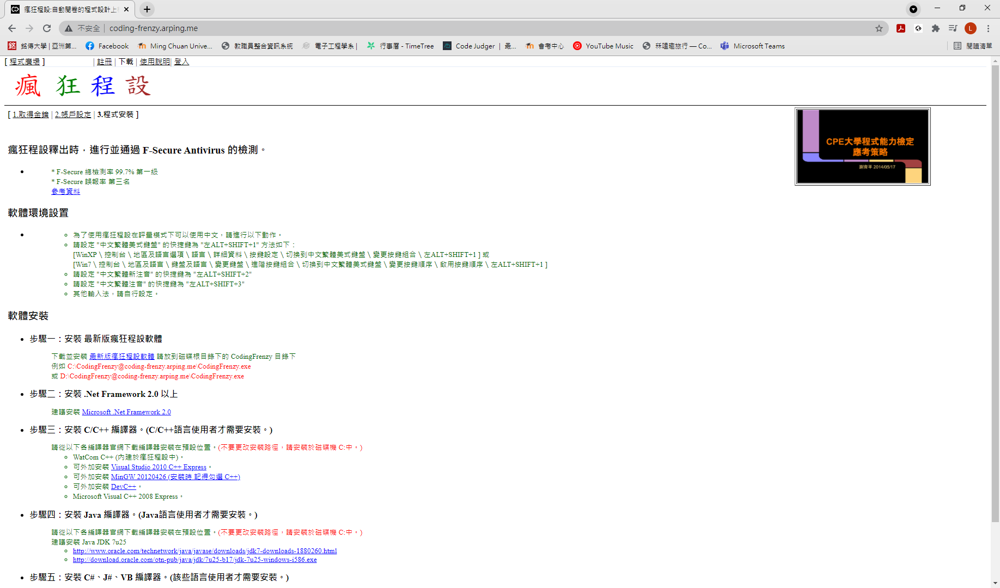 瘋狂程設:自動閱卷的程式設計上
不安全 | coding-frenzy.arping.me
L
銘傳大學 | 亞洲第...
Facebook
Ming Chuan Unive...
教職員整合資訊系統
電子工程學系 |
行事曆 - TimeTree
Code Judger | 最...
會考中心
YouTube Music
秝嗑趣旅行 — Co...
Microsoft Teams
閱讀清單
[ 程式廣場 ]
| 註冊 | 下載 | 使用說明| 登入
瘋 狂 程 設
[ 1.取得金鑰 | 2.帳戶設定 | 3.程式安裝 ]
CPE大學程式能力檢定
應考策略
謝育平 2014/05/17
瘋狂程設釋出時，進行並通過 F-Secure Antivirus 的檢測。
* F-Secure 總檢測率 99.7% 第一級
* F-Secure 誤報率 第三名
參考資料
軟體環境設置
為了使用瘋狂程設在評量模式下可以使用中文，請進行以下動作。
請設定 "中文繁體美式鍵盤" 的快捷鍵為 "左ALT+SHIFT+1" 方法如下：
[WinXP \ 控制台 \ 地區及語言選項 \ 語言 \ 詳細資料 \ 按鍵設定 \ 切換到中文繁體美式鍵盤 \ 變更按鍵組合 \ 左ALT+SHIFT+1 ] 或
[Win7 \ 控制台 \ 地區及語言 \ 鍵盤及語言 \ 變更鍵盤 \ 進階按鍵組合 \ 切換到中文繁體美式鍵盤 \ 變更按鍵順序 \ 啟用按鍵順序 \ 左ALT+SHIFT+1 ]
請設定 "中文繁體新注音" 的快捷鍵為 "左ALT+SHIFT+2"
請設定 "中文繁體注音" 的快捷鍵為 "左ALT+SHIFT+3"
其他輸入法，請自行設定。
軟體安裝
步驟一：安裝 最新版瘋狂程設軟體
下載並安裝 最新版瘋狂程設軟體 請放到磁碟根目錄下的 CodingFrenzy 目錄下
例如 C:\CodingFrenzy@coding-frenzy.arping.me\CodingFrenzy.exe
或 D:\CodingFrenzy@coding-frenzy.arping.me\CodingFrenzy.exe
步驟二：安裝 .Net Framework 2.0 以上
建議安裝 Microsoft .Net Framework 2.0
步驟三：安裝 C/C++ 編譯器。(C/C++語言使用者才需要安裝。)
請從以下各編譯器官網下載編譯器安裝在預設位置。(不要更改安裝路徑，請安裝於磁碟機 C:中。)
WatCom C++ (內建於瘋狂程設中)。
可外加安裝 Visual Studio 2010 C++ Express。
可外加安裝 MinGW 20120426 (安裝時 記得勾選 C++)
可外加安裝 DevC++。
Microsoft Visual C++ 2008 Express。
步驟四：安裝 Java 編譯器。(Java語言使用者才需要安裝。)
請從以下各編譯器官網下載編譯器安裝在預設位置。(不要更改安裝路徑，請安裝於磁碟機 C:中。)
建議安裝 Java JDK 7u25
http://www.oracle.com/technetwork/java/javase/downloads/jdk7-downloads-1880260.html
http://download.oracle.com/otn-pub/java/jdk/7u25-b17/jdk-7u25-windows-i586.exe
步驟五：安裝 C#、J#、VB 編譯器。(該些語言使用者才需要安裝。)